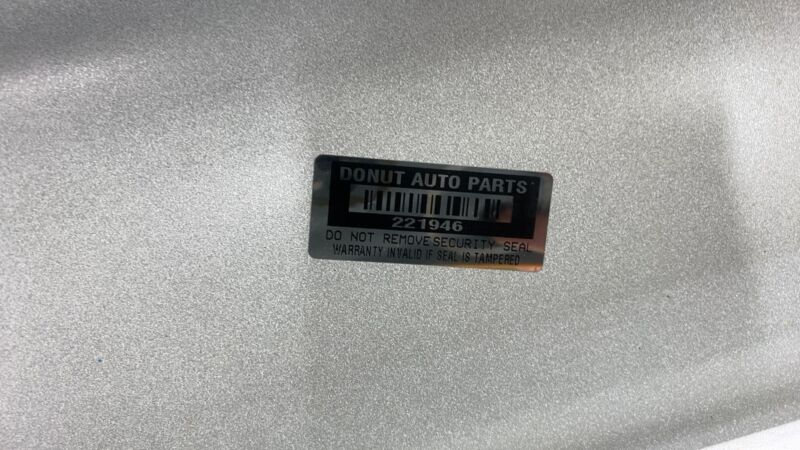 DONUT AUTO PARTS
221946
DO NOT REMOVE SECURITY SEAL
WARRANTY INVALID IF SEAL IS TAMPERED